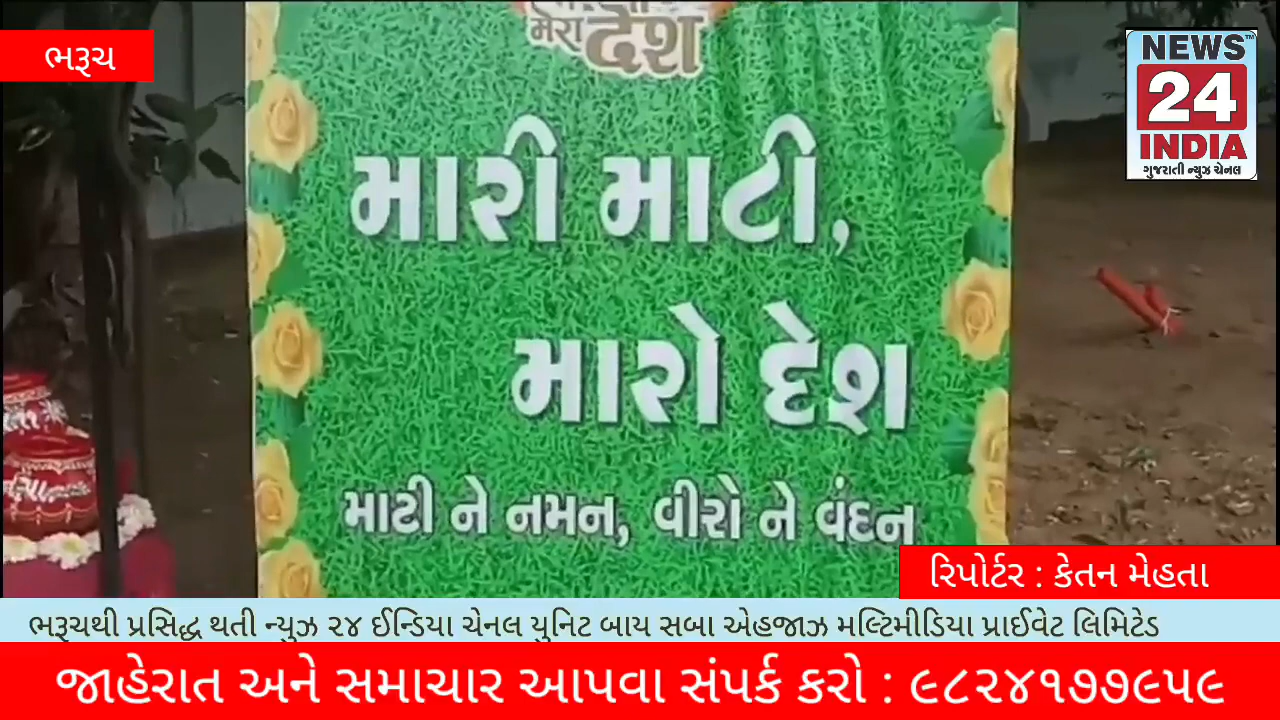 ભરૂચ
मेरा देश
મારી માટી,
મારો દેશ
માટી ને નમન, વીરો ને વંદન
NEWS
24
INDIA
ગુજરાતી ન્યુઝ ચેનલ
રિપોર્ટર : કેતન મેહતા
ભરૂચથી પ્રસિદ્ધ થતી ન્યુઝ ૨૪ ઈન્ડિયા ચેનલ યુનિટ બાય સબા એહજાઝ મલ્ટિમીડિયા પ્રાઈવેટ લિમિટેડ
જાહેરાત અને સમાચાર આપવા સંપર્ક કરો : ૯૮૨૪૧૭૭૯૫૯